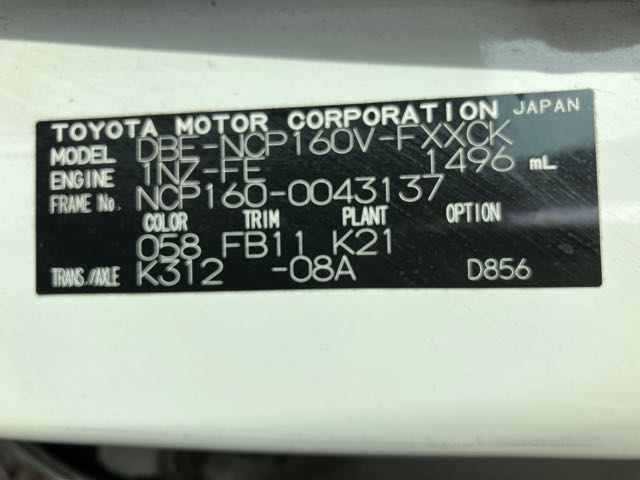 TOYOTA MOTOR CORPORATION JAPAN
MODEL DBE-NCP160V-FXXCK
ENGINE 1NZ-FE 1496 mL
FRAME No. NCP160-0043137
COLOR TRIM PLANT OPTION
058 FB11 K21
TRANS./AXLE K312 -08A D856